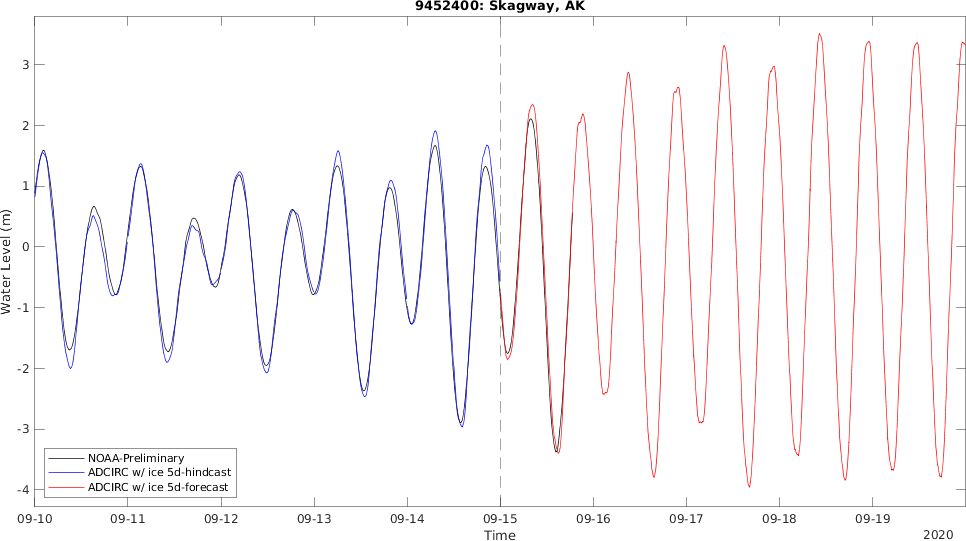 9452400: Skagway, AK
Water Level (m)
3
2
1
0
-1
-2
-3
-4
NOAA-Preliminary
ADCIRC w/ ice 5d-hindcast
ADCIRC w/ ice 5d-forecast
09-10 09-11 09-12 09-13 09-14 09-15 09-16 09-17 09-18 09-19
Time
2020